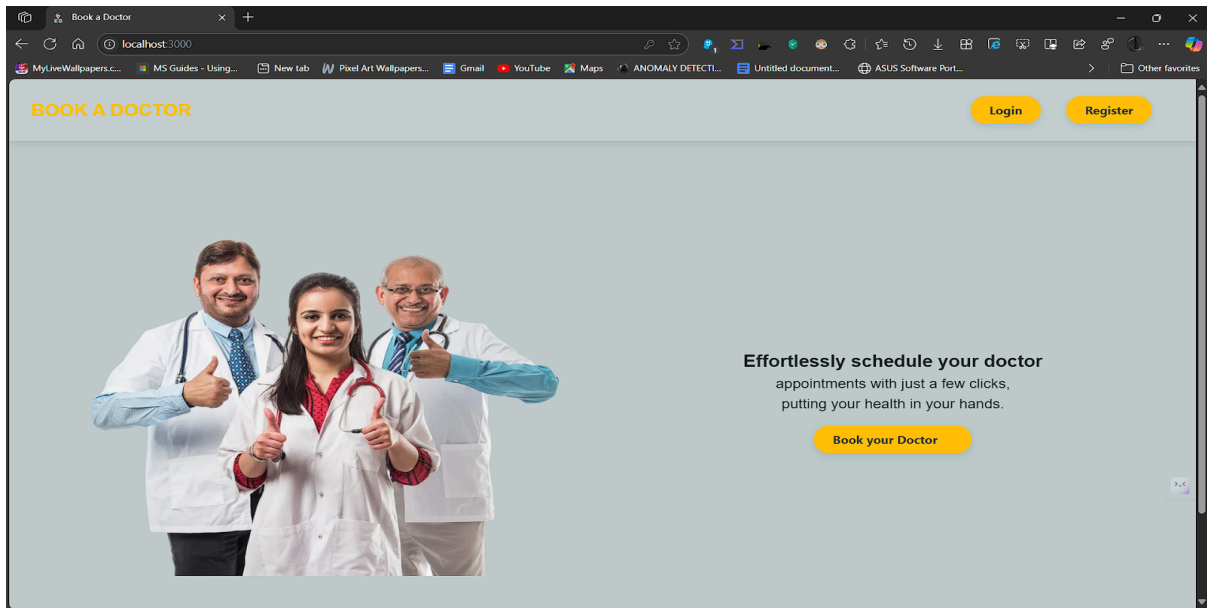 Book a Doctor
localhost:3000
MyLiveWallpapers.c... MS Guides - Using... New tab Pixel Art Wallpapers... Gmail YouTube Maps ANOMALY DETECTI... Untitled document... ASUS Software Port... Other favorites
BOOK A DOCTOR
Login Register
Effortlessly schedule your doctor
appointments with just a few clicks,
putting your health in your hands.
Book your Doctor